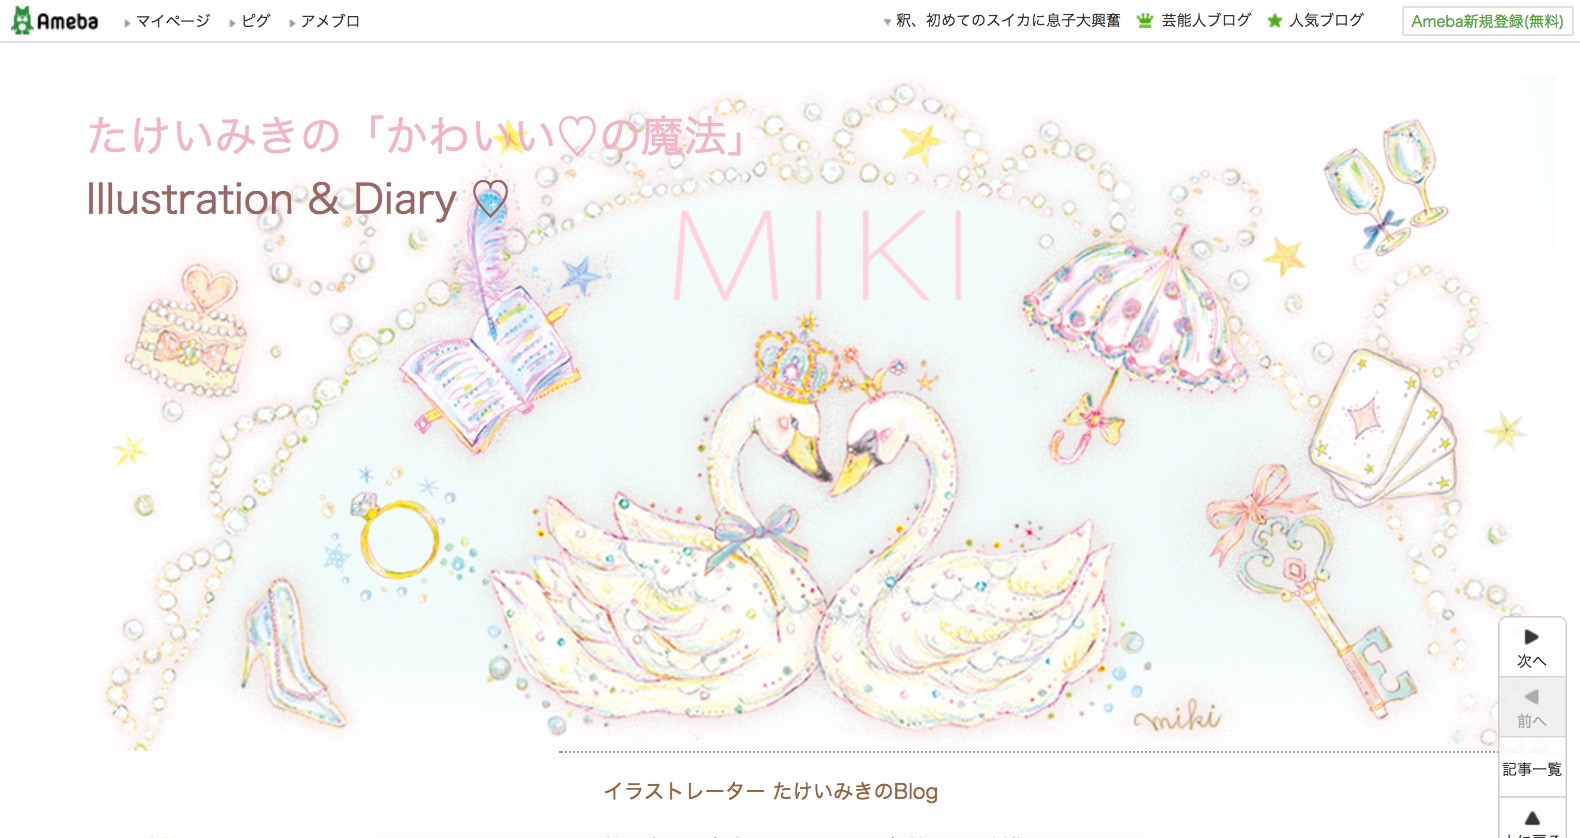 Ameba
マイページ
ピグ
アメブロ
釈、初めてのスイカに息子大興奮
芸能人ブログ
人気ブログ
Ameba新規登録(無料)
たけいみきの「かわいい♡の魔法」
Illustration & Diary ♡
MIKI
miki
次へ
前へ
記事一覧
イラストレーター たけいみきのBlog